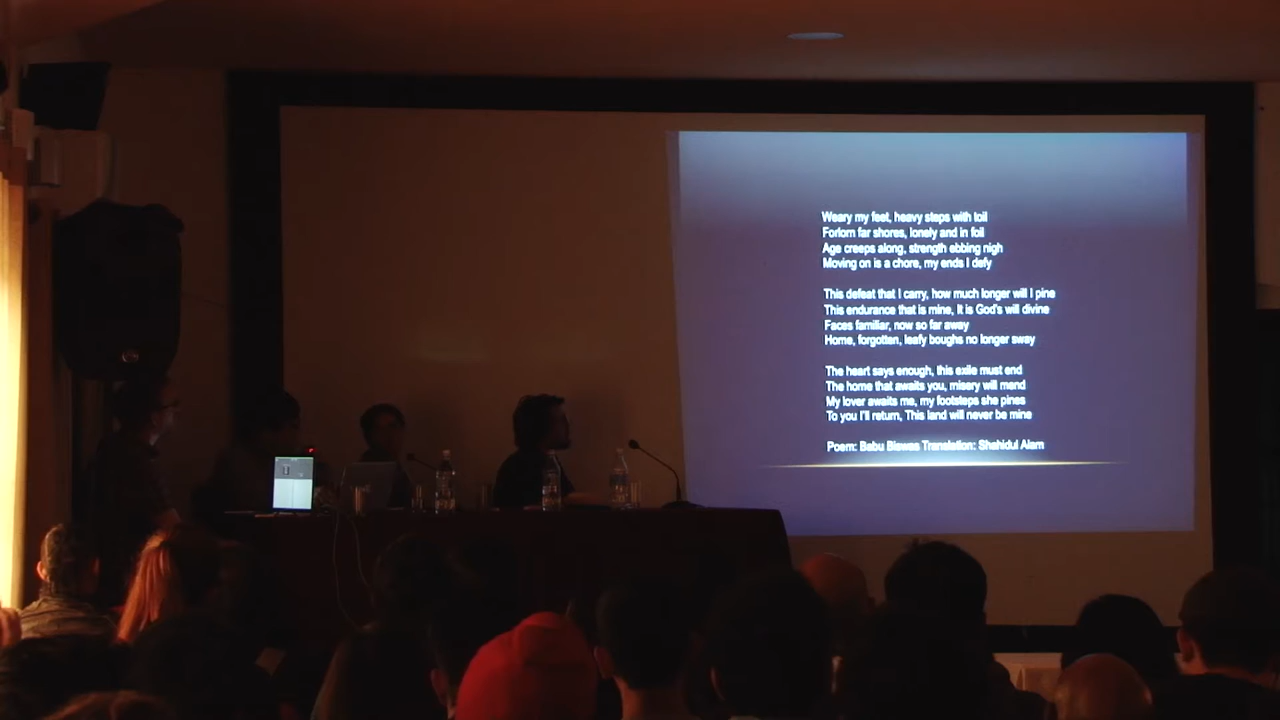 Weary my feet, heavy steps with toil
Forlorn far shores, lonely and in foil
Age creeps along, strength ebbing nigh
Moving on is a chore, my ends I defy
This defeat that I carry, how much longer will I pine
This endurance that is mine, It is God's will divine
Faces familiar, now so far away
Home, forgotten, leafy boughs no longer sway
The heart says enough, this exile must end
The home that awaits you, misery will mend
My lover awaits me, my footsteps she pines
To you I'll return, This land will never be mine
Poem: Babu Biswas Translation: Shahidul Alam